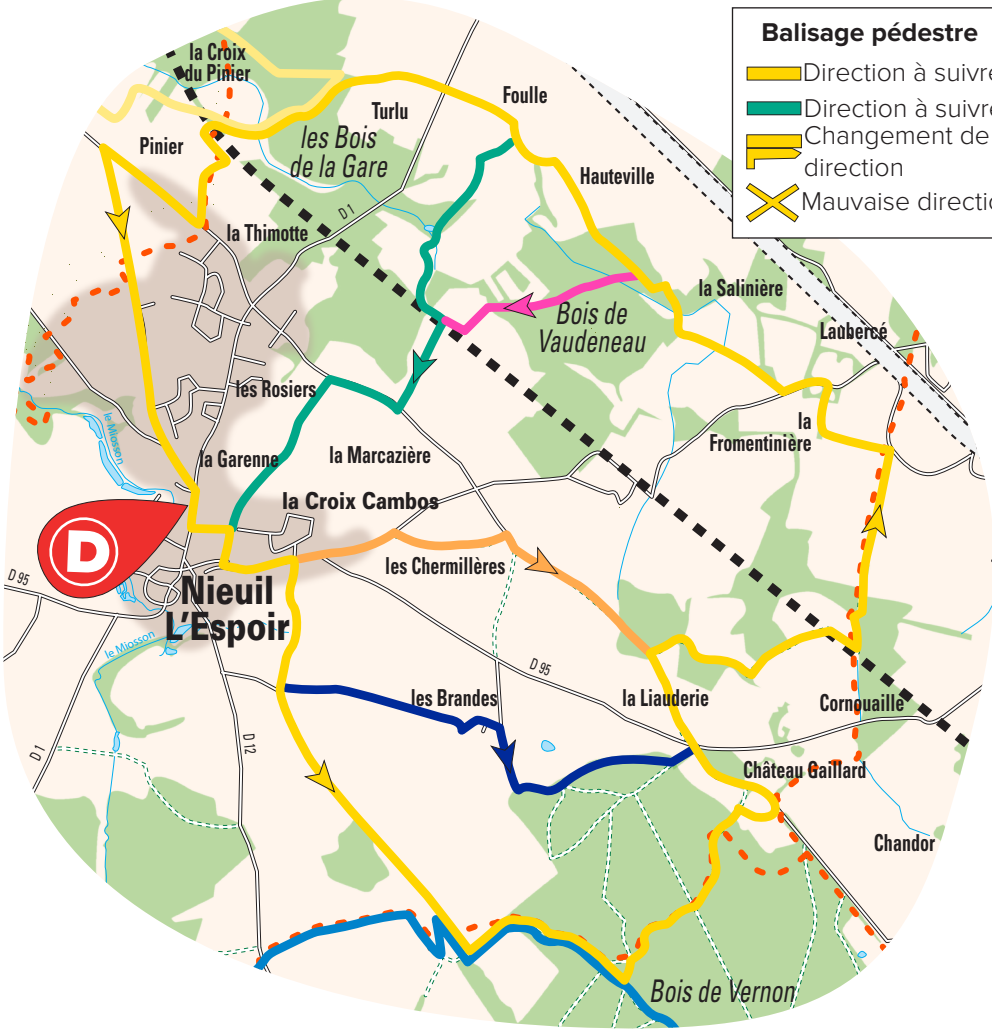 Balisage pédestre
Direction à suivre
Direction à suivre
Changement de
direction
Mauvaise directio
la Croix
du Pinier
Turlu
Foulle
Pinier
les Bois
de la Gare
Hauteville
D1
la Thimotte
la Salinière
Bois de
Vaudeneau
Laubercé
les Rosiers
la
Fromentinière
le Miosson
la Garenne
la Marcazière
la Croix Cambos
D
les Chermillères
D 95
Nieuil
L'Espoir
le Miosson
D 95
les Brandes
la Liauderie
Cornouaille
D1
D 12
Château Gaillard
Chandor
Bois de Vernon